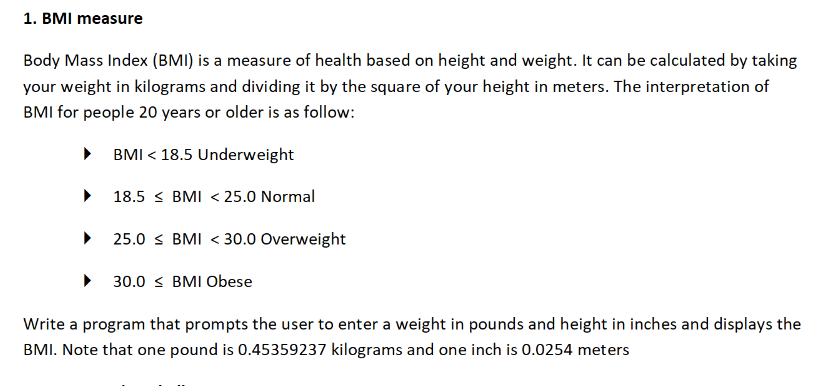 1. BMI measure
Body Mass Index (BMI) is a measure of health based on height and weight. It can be calculated by taking
your weight in kilograms and dividing it by the square of your height in meters. The interpretation of
BMI for people 20 years or older is as follow:
BMI < 18.5 Underweight
18.5 ≤ BMI < 25.0 Normal
25.0 ≤ BMI < 30.0 Overweight
30.0 ≤ BMI Obese
Write a program that prompts the user to enter a weight in pounds and height in inches and displays the
BMI. Note that one pound is 0.45359237 kilograms and one inch is 0.0254 meters